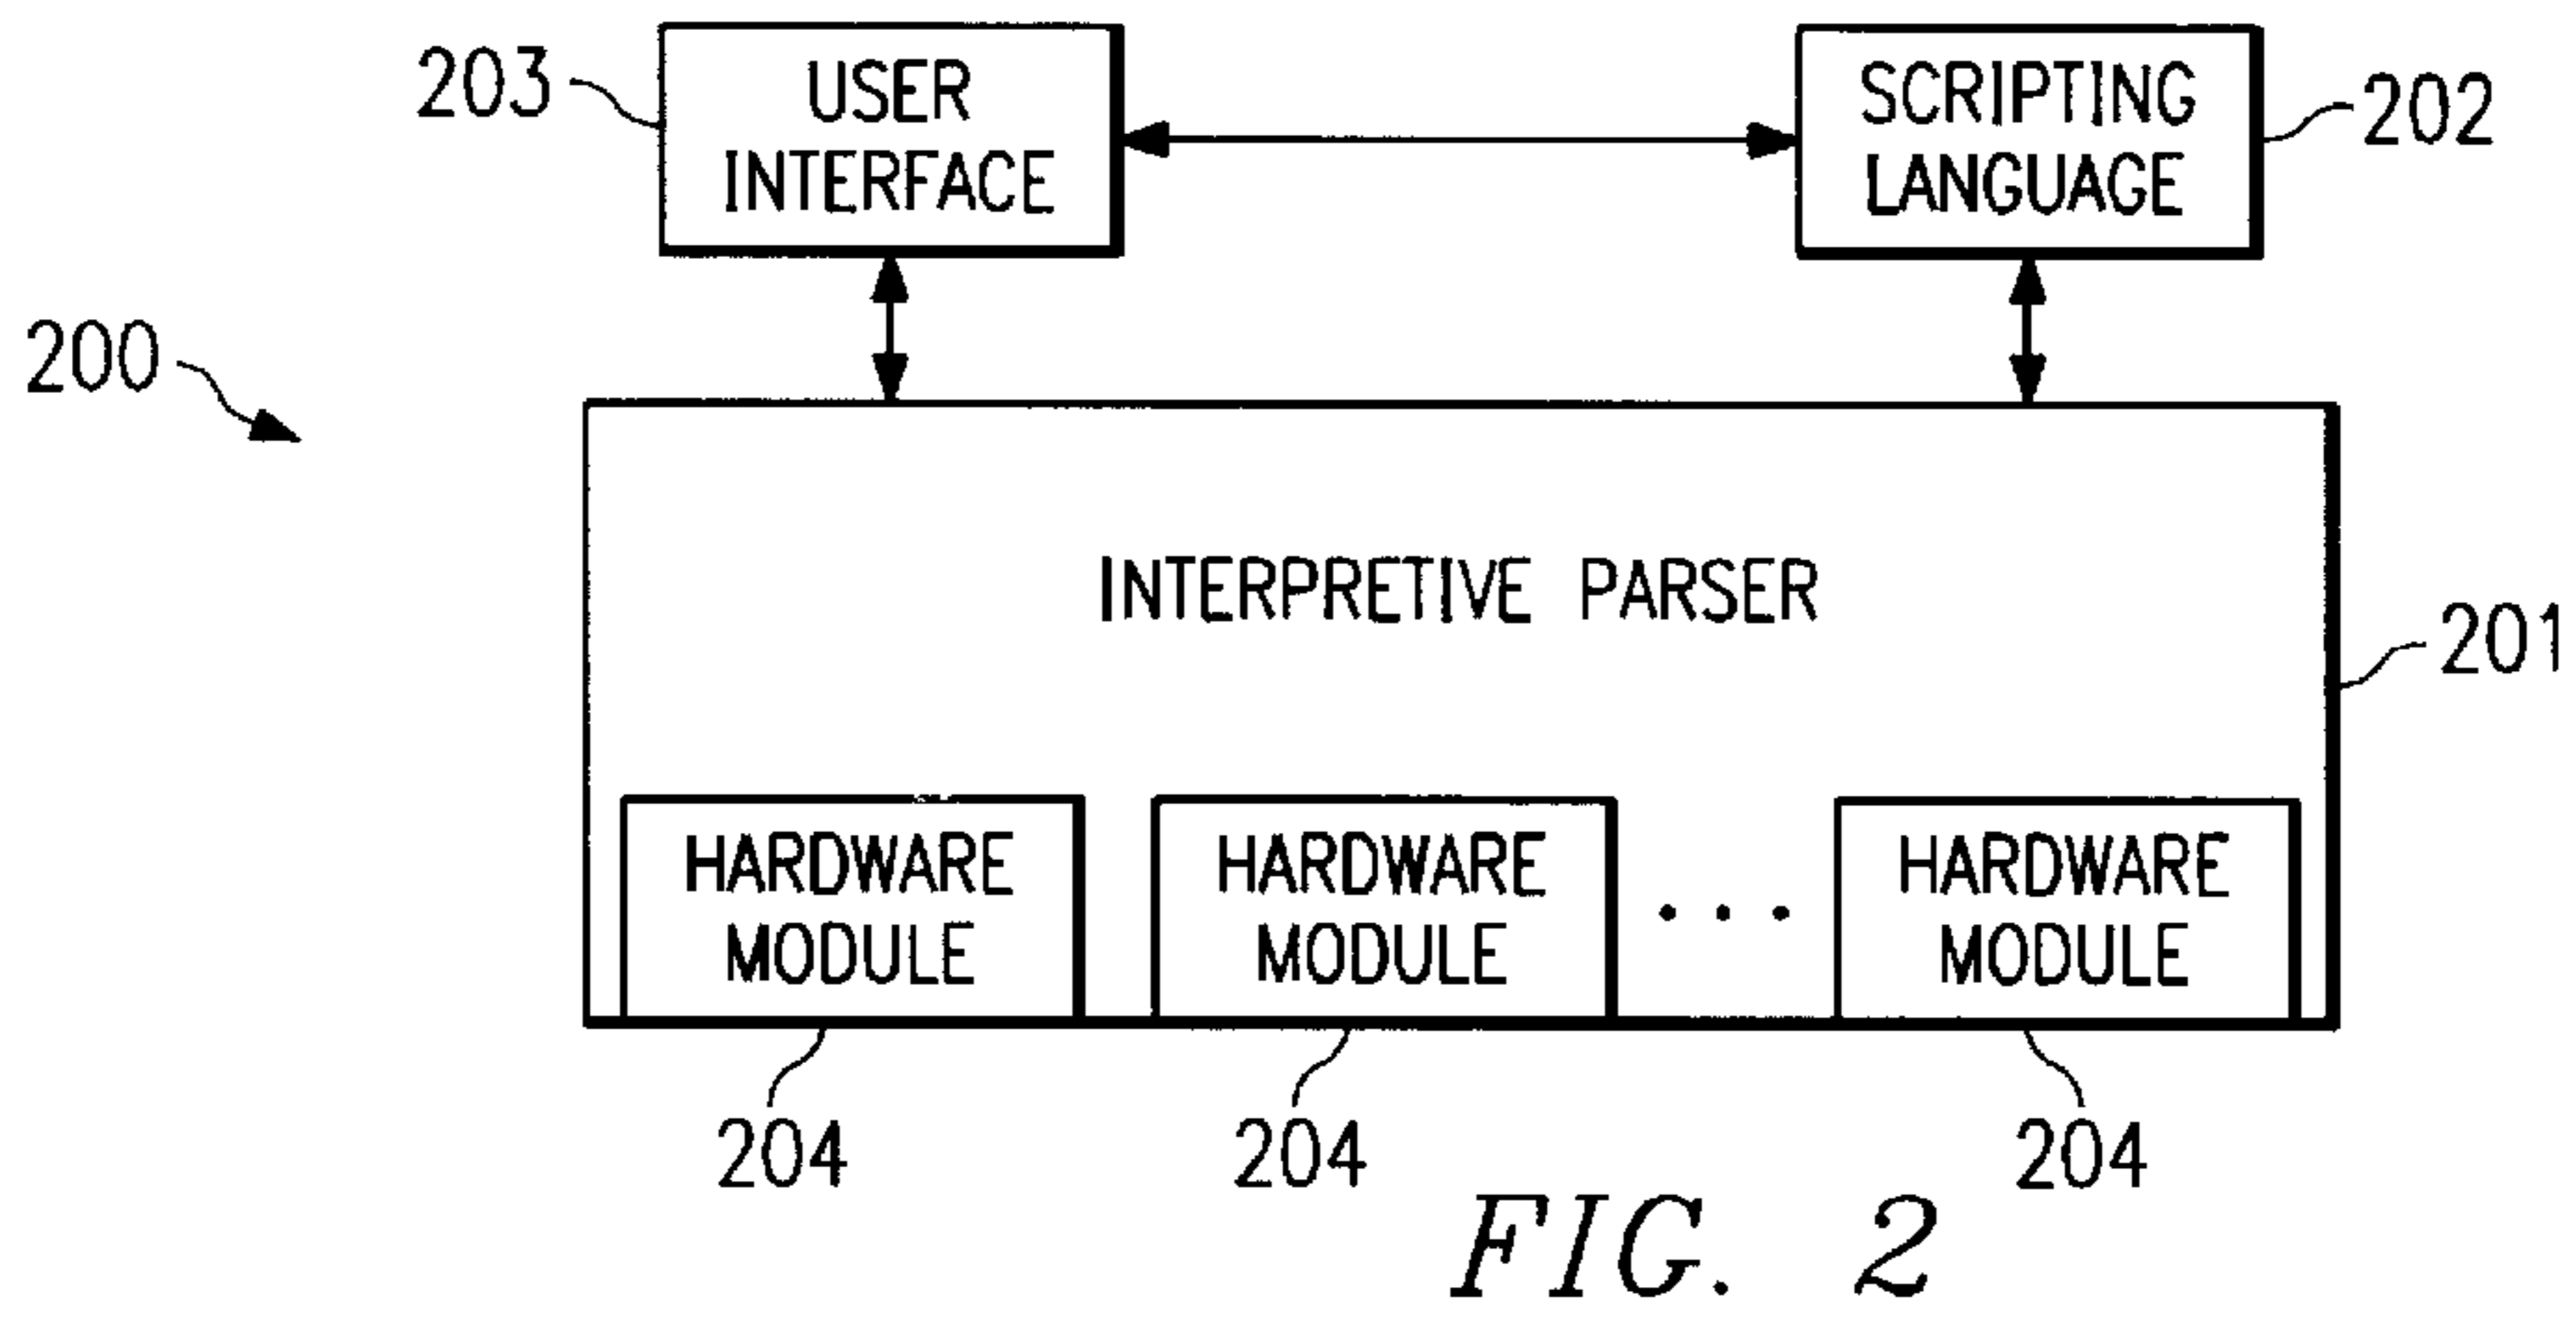 203
USER
INTERFACE
SCRIPTING
LANGUAGE
202
200
INTERPRETIVE PARSER
201
HARDWARE
MODULE
HARDWARE
MODULE
. . .
HARDWARE
MODULE
204
204
204
FIG. 2